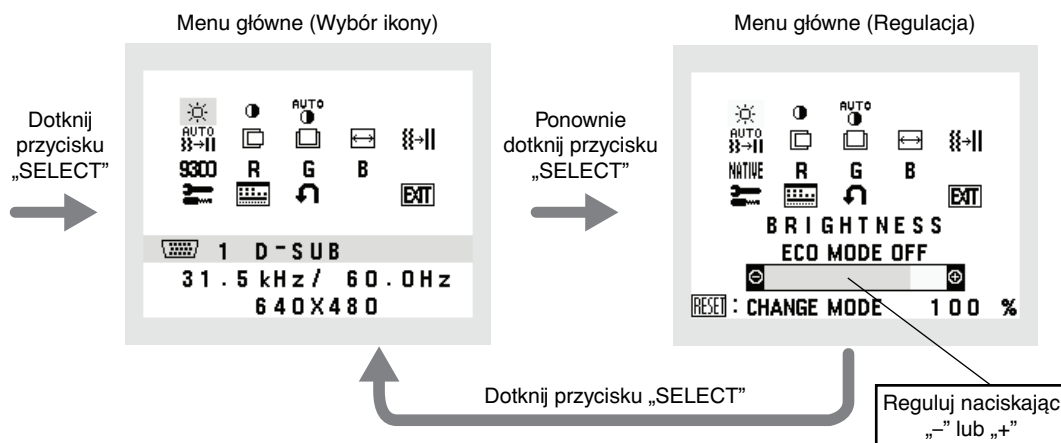 Menu główne (Wybór ikony)
Menu główne (Regulacja)
Dotknij
przycisku
„SELECT”
AUTO
AUTO
9300 R G B
EXIT
1 D-SUB
31.5 kHz/ 60.0Hz
640X480
Ponownie
dotknij przycisku
„SELECT”
AUTO
AUTO
NATIVE R G B
EXIT
BRIGHTNESS
ECO MODE OFF
RESET : CHANGE MODE 100 %
Dotknij przycisku „SELECT”
Reguluj naciskając
„–” lub „+”